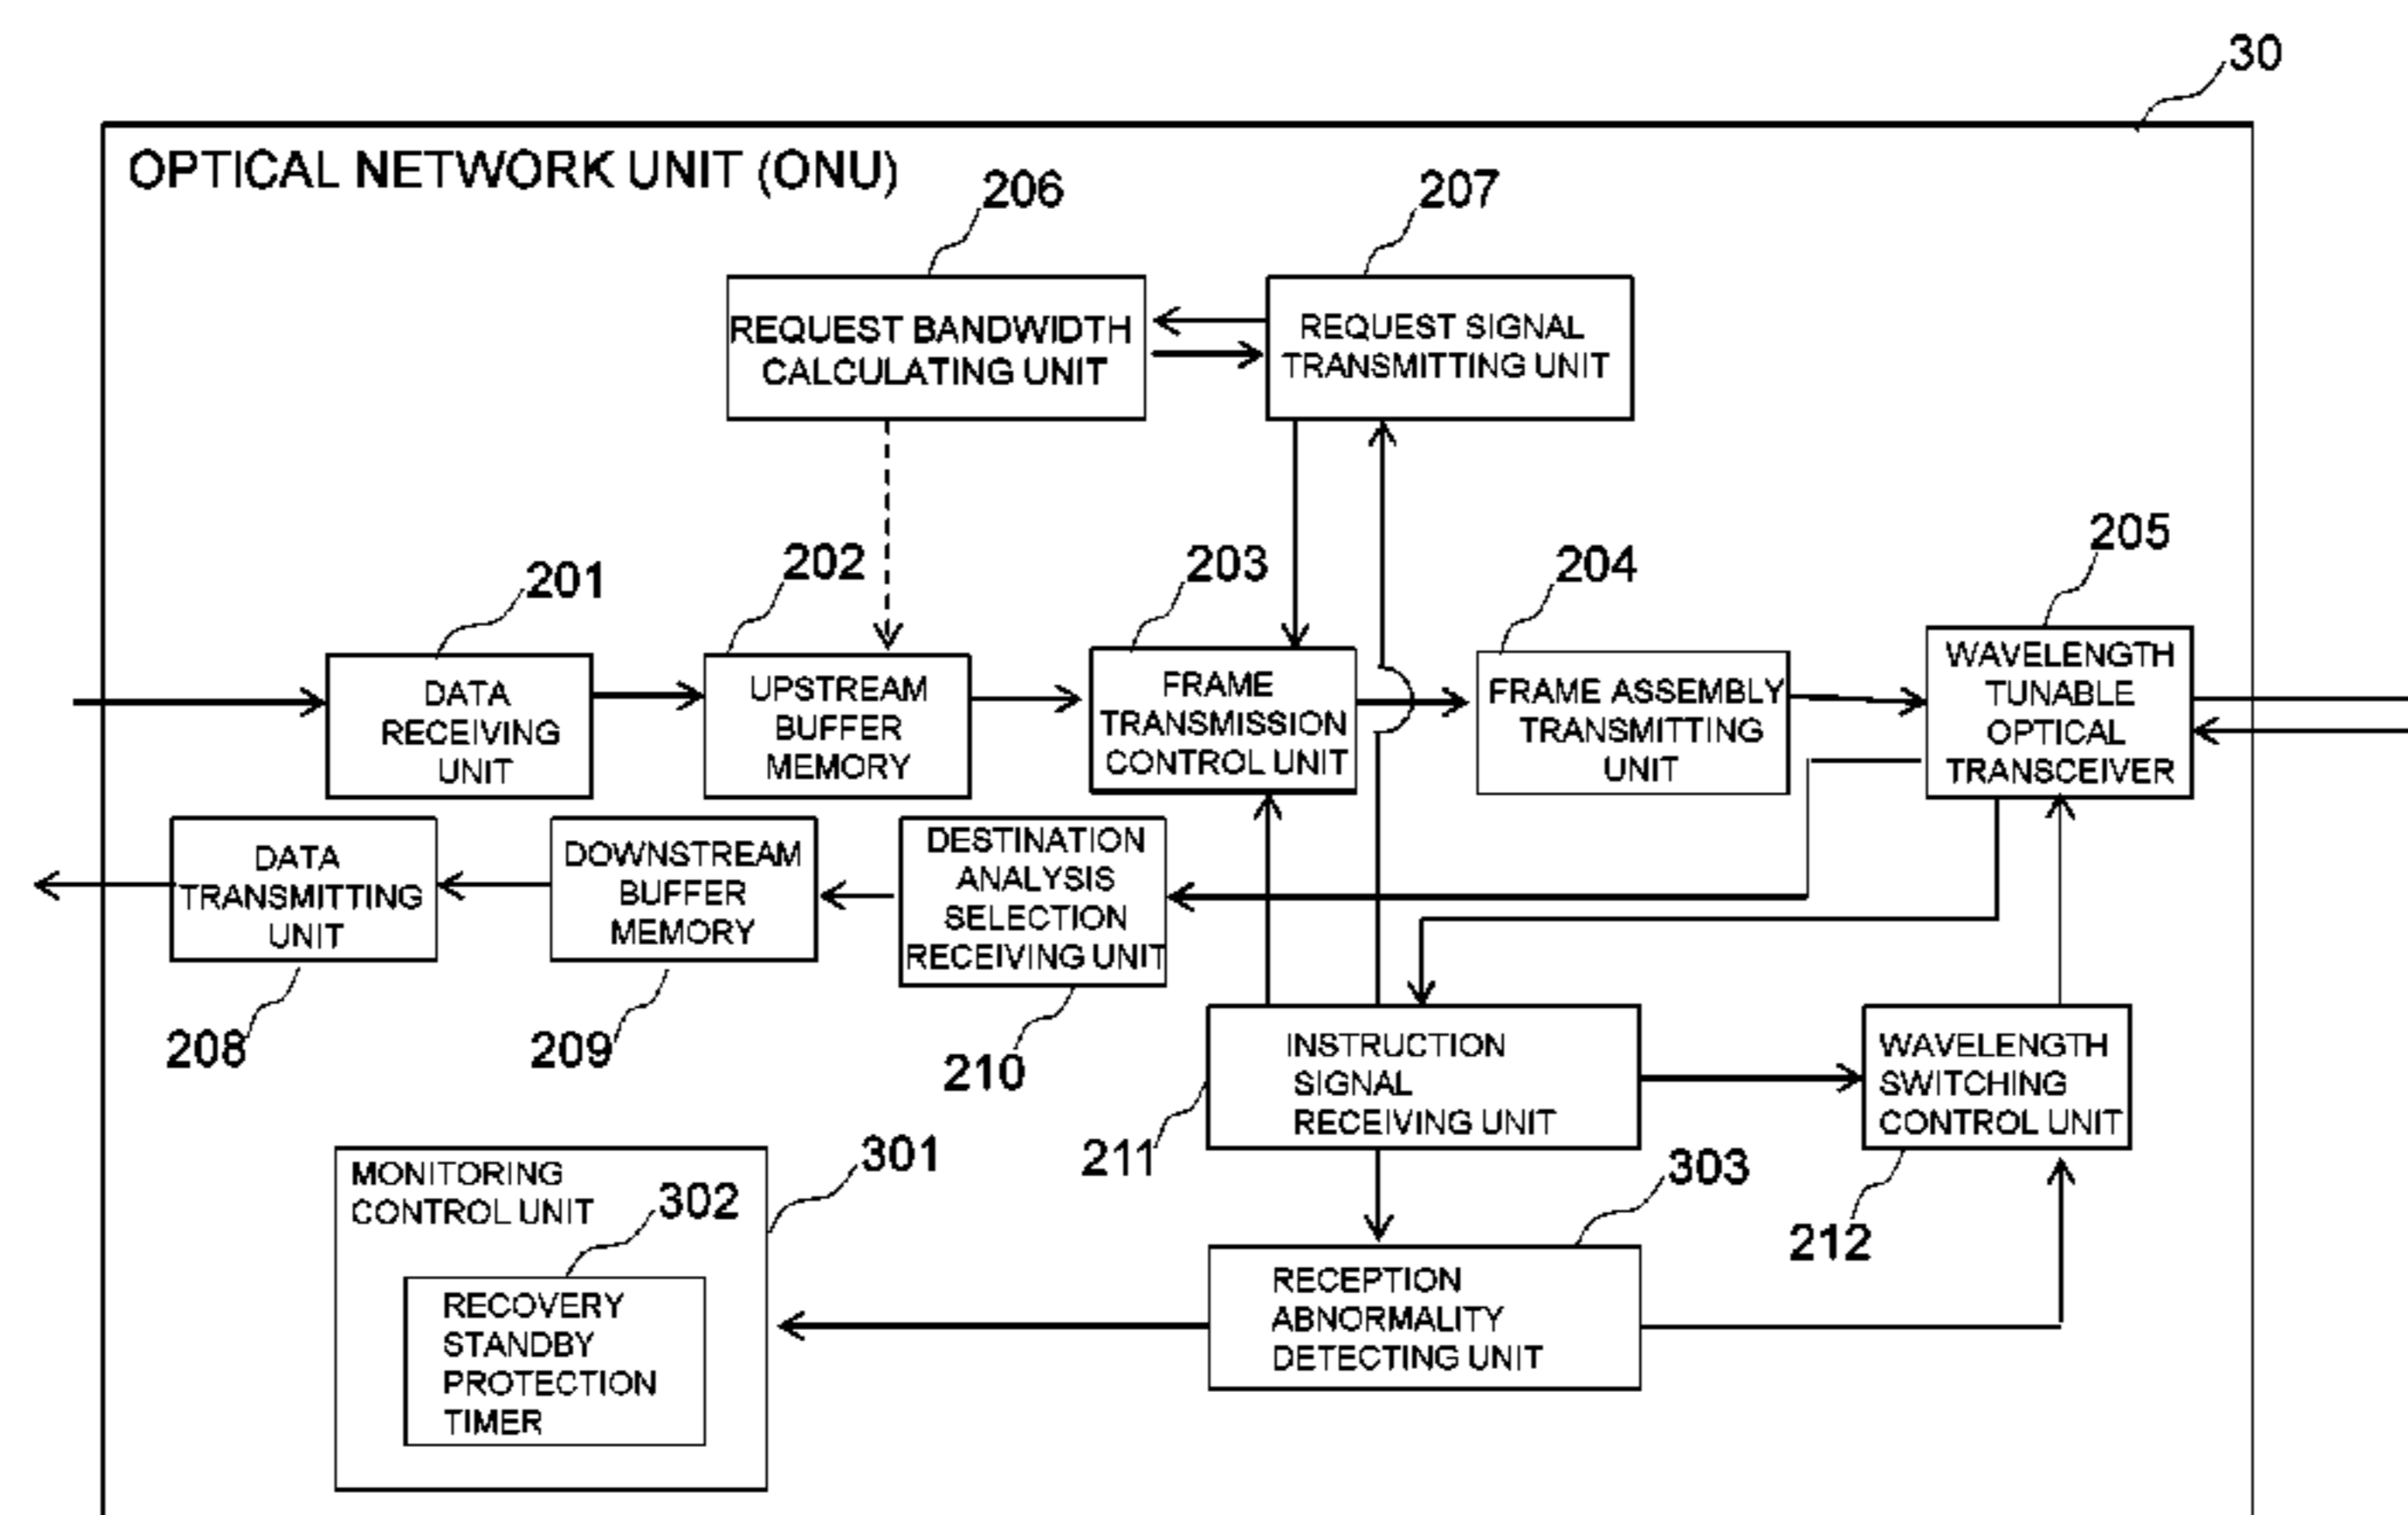 30
OPTICAL NETWORK UNIT (ONU)
206
207
REQUEST BANDWIDTH
CALCULATING UNIT
REQUEST SIGNAL
TRANSMITTING UNIT
201
202
203
204
205
DATA
RECEIVING
UNIT
UPSTREAM
BUFFER
MEMORY
FRAME
TRANSMISSION
CONTROL UNIT
FRAME ASSEMBLY
TRANSMITTING
UNIT
WAVELENGTH
TUNABLE
OPTICAL
TRANSCEIVER
DATA
TRANSMITTING
UNIT
DOWNSTREAM
BUFFER
MEMORY
DESTINATION
ANALYSIS
SELECTION
RECEIVING UNIT
208
209
210
INSTRUCTION
SIGNAL
RECEIVING UNIT
211
WAVELENGTH
SWITCHING
CONTROL UNIT
212
MONITORING
CONTROL UNIT
301
302
RECOVERY
STANDBY
PROTECTION
TIMER
303
RECEPTION
ABNORMALITY
DETECTING UNIT